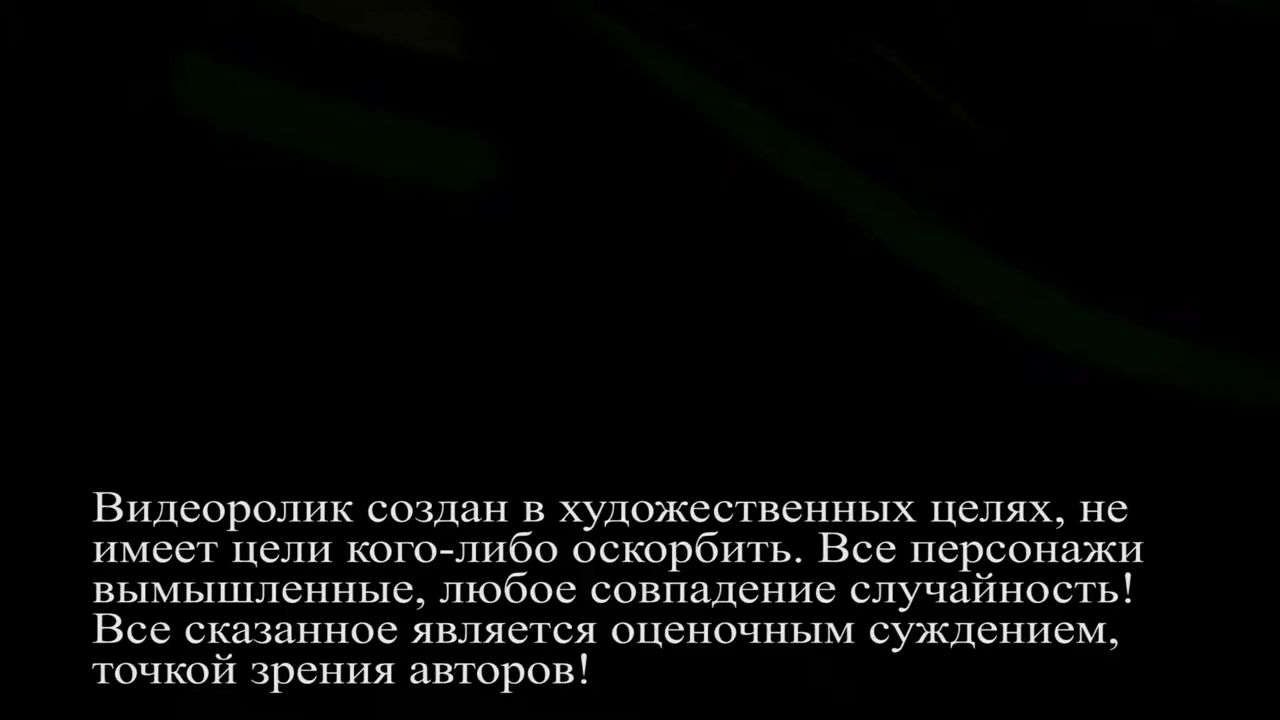 Видеоролик создан в художественных целях, не
имеет цели кого-либо оскорбить. Все персонажи
вымышленные, любое совпадение случайность!
Все сказанное является оценочным суждением,
точкой зрения авторов!